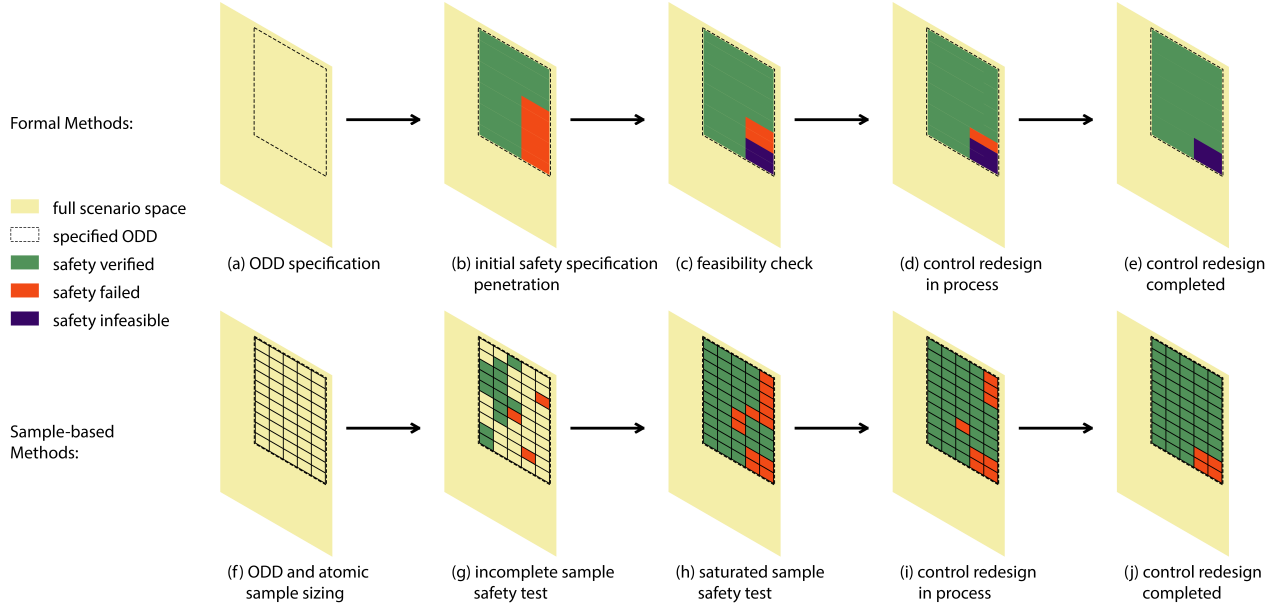 Formal Methods:
full scenario space
specified ODD
safety verified
safety failed
safety infeasible
(a) ODD specification
(b) initial safety specification
penetration
(c) feasibility check
(d) control redesign
in process
(e) control redesign
completed
Sample-based
Methods:
(f) ODD and atomic
sample sizing
(g) incomplete sample
safety test
(h) saturated sample
safety test
(i) control redesign
in process
(j) control redesign
completed